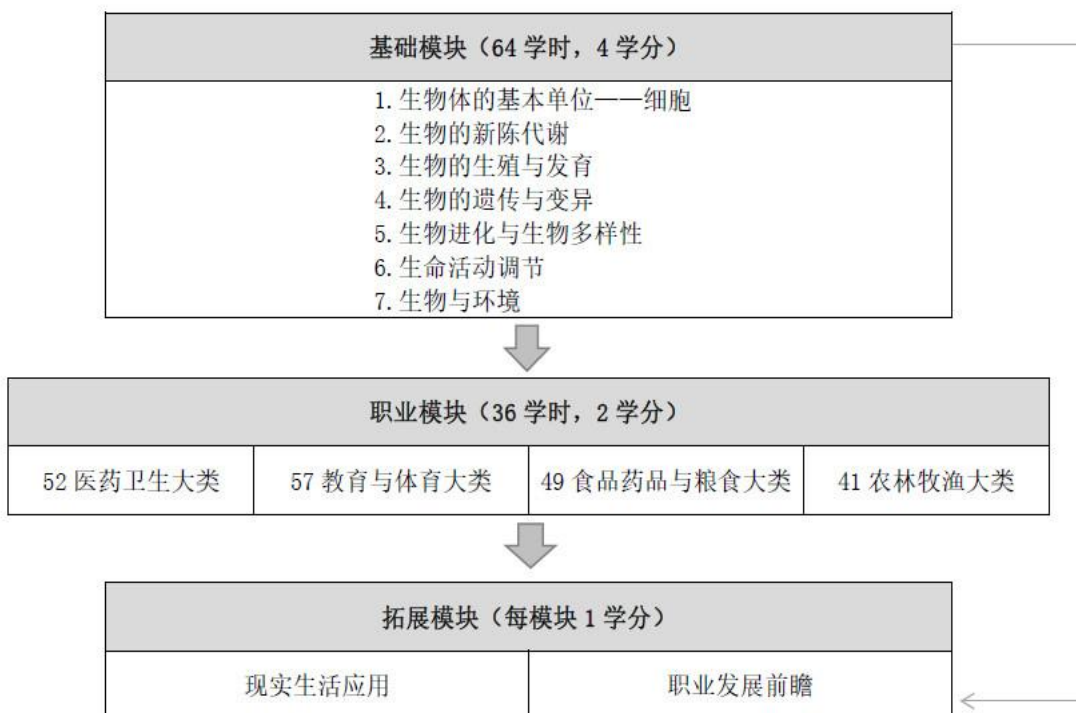 基础模块（64 学时，4 学分）
1. 生物体的基本单位——细胞
2. 生物的新陈代谢
3. 生物的生殖与发育
4. 生物的遗传与变异
5. 生物进化与生物多样性
6. 生命活动调节
7. 生物与环境
职业模块（36 学时，2 学分）
52 医药卫生大类
57 教育与体育大类
49 食品药品与粮食大类
41 农林牧渔大类
拓展模块（每模块 1 学分）
现实生活应用
职业发展前瞻